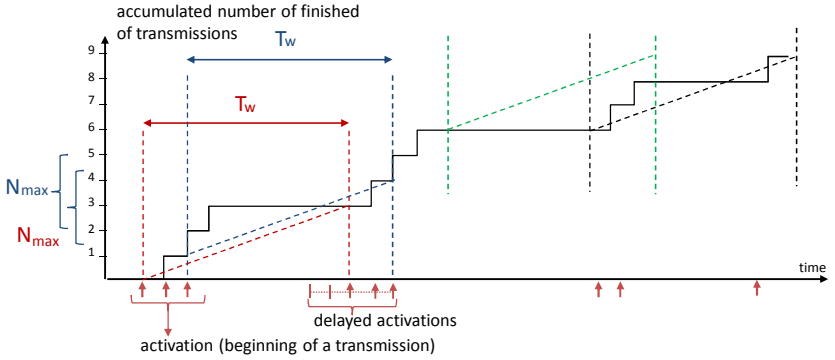 accumulated number of finished
of transmissions
Tw
Tw
9
8
7
6
5
4
3
2
1
Nmax
Nmax
time
delayed activations
activation (beginning of a transmission)